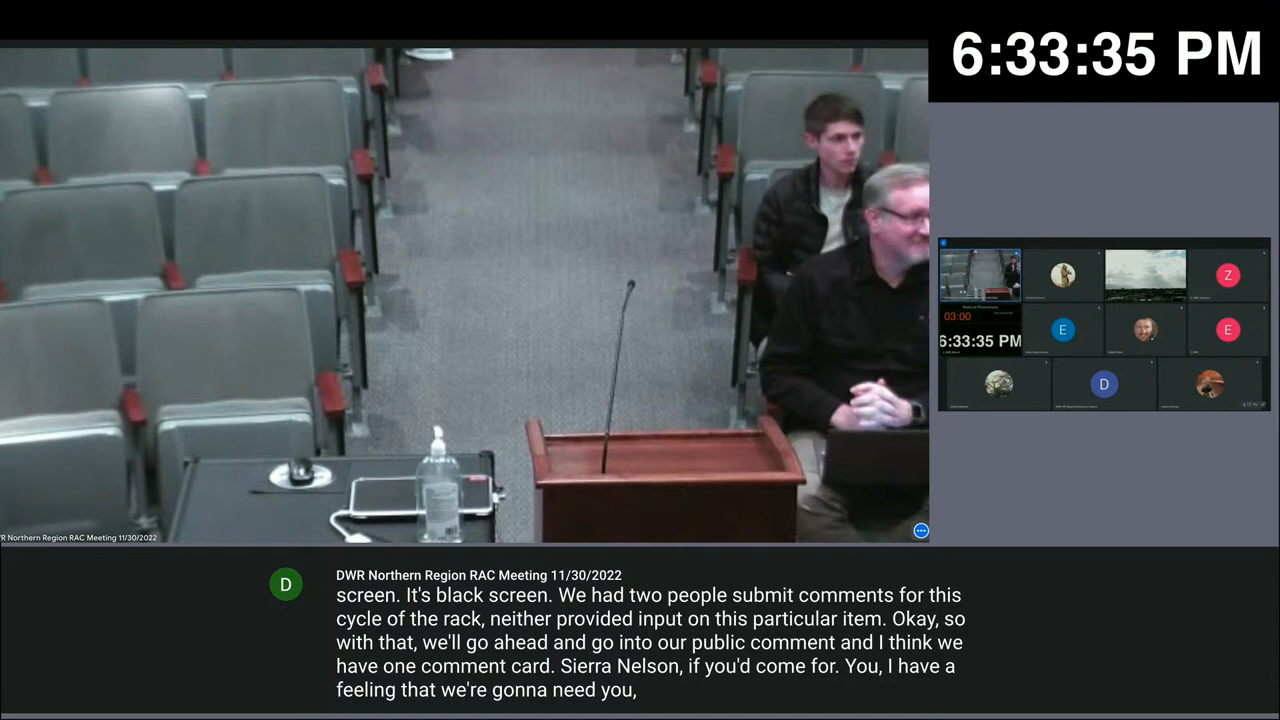 6:33:35 PM
Z
Natural Resources
03:00
6:33:35 PM
E
E
D
R Northern Region RAC Meeting 11/30/2022
D
DWR Northern Region RAC Meeting 11/30/2022
screen. It's black screen. We had two people submit comments for this
cycle of the rack, neither provided input on this particular item. Okay, so
with that, we'll go ahead and go into our public comment and I think we
have one comment card. Sierra Nelson, if you'd come for. You, I have a
feeling that we're gonna need you,